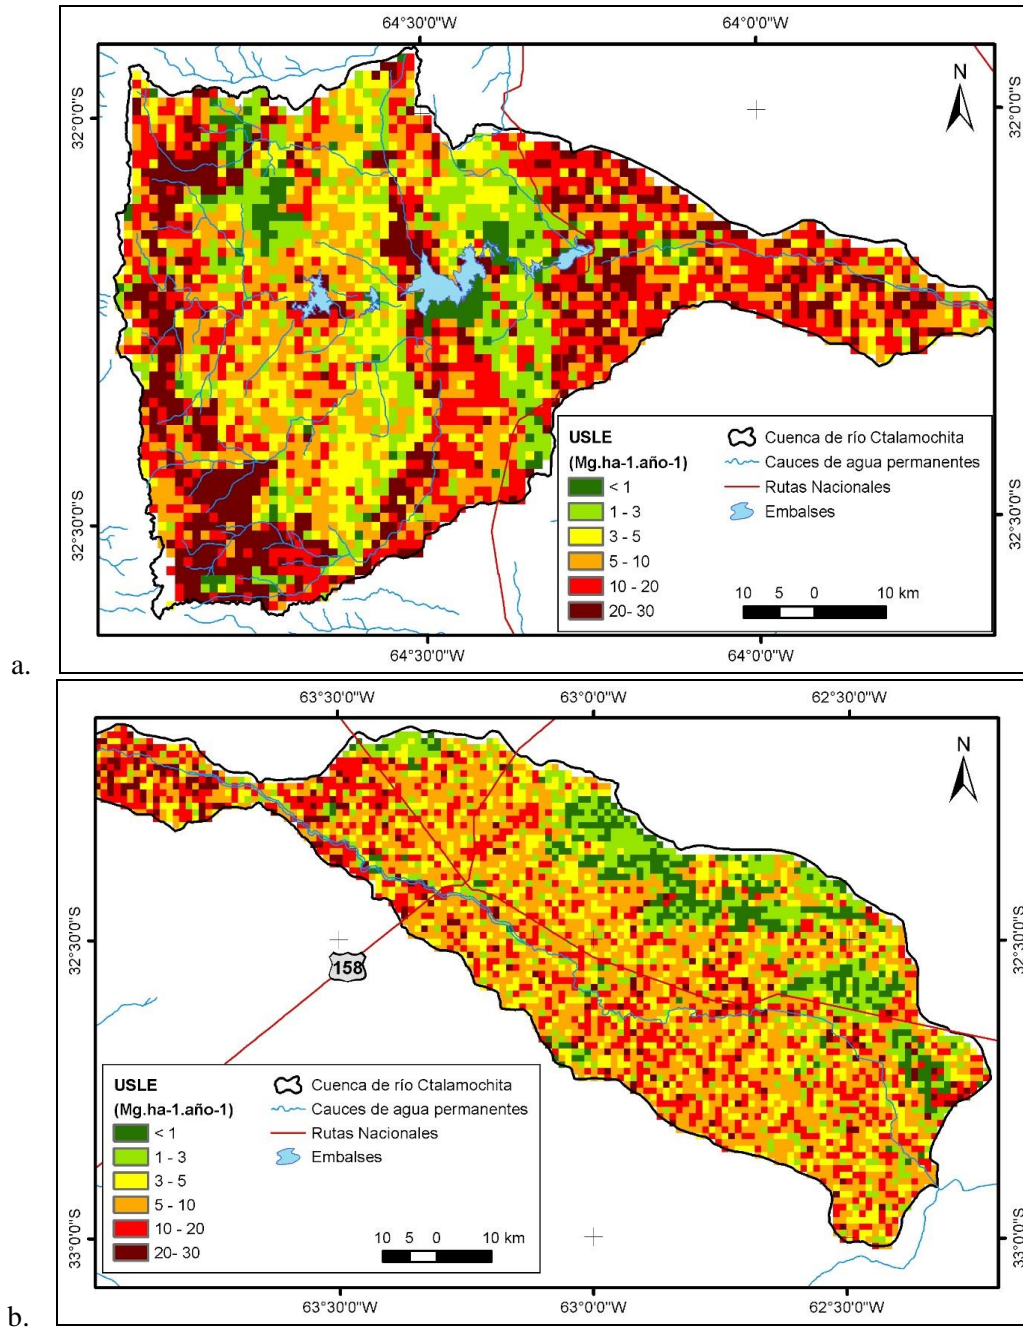 64°30'0"W
64°0'0"W
32°0'0"S
32°0'0"S
N
USLE
(Mg.ha-1.año-1)
< 1
1 - 3
3 - 5
5 - 10
10 - 20
20- 30
Cuenca de río Ctalamochita
Cauces de agua permanentes
Rutas Nacionales
Embalses
10 5 0 10 km
32°30'0"S
32°30'0"S
64°30'0"W
64°0'0"W
a.
63°30'0"W
63°0'0"W
62°30'0"W
N
32°30'0"S
32°30'0"S
158
USLE
(Mg.ha-1.año-1)
< 1
1 - 3
3 - 5
5 - 10
10 - 20
20- 30
Cuenca de río Ctalamochita
Cauces de agua permanentes
Rutas Nacionales
Embalses
10 5 0 10 km
33°0'0"S
33°0'0"S
63°30'0"W
63°0'0"W
62°30'0"W
b.